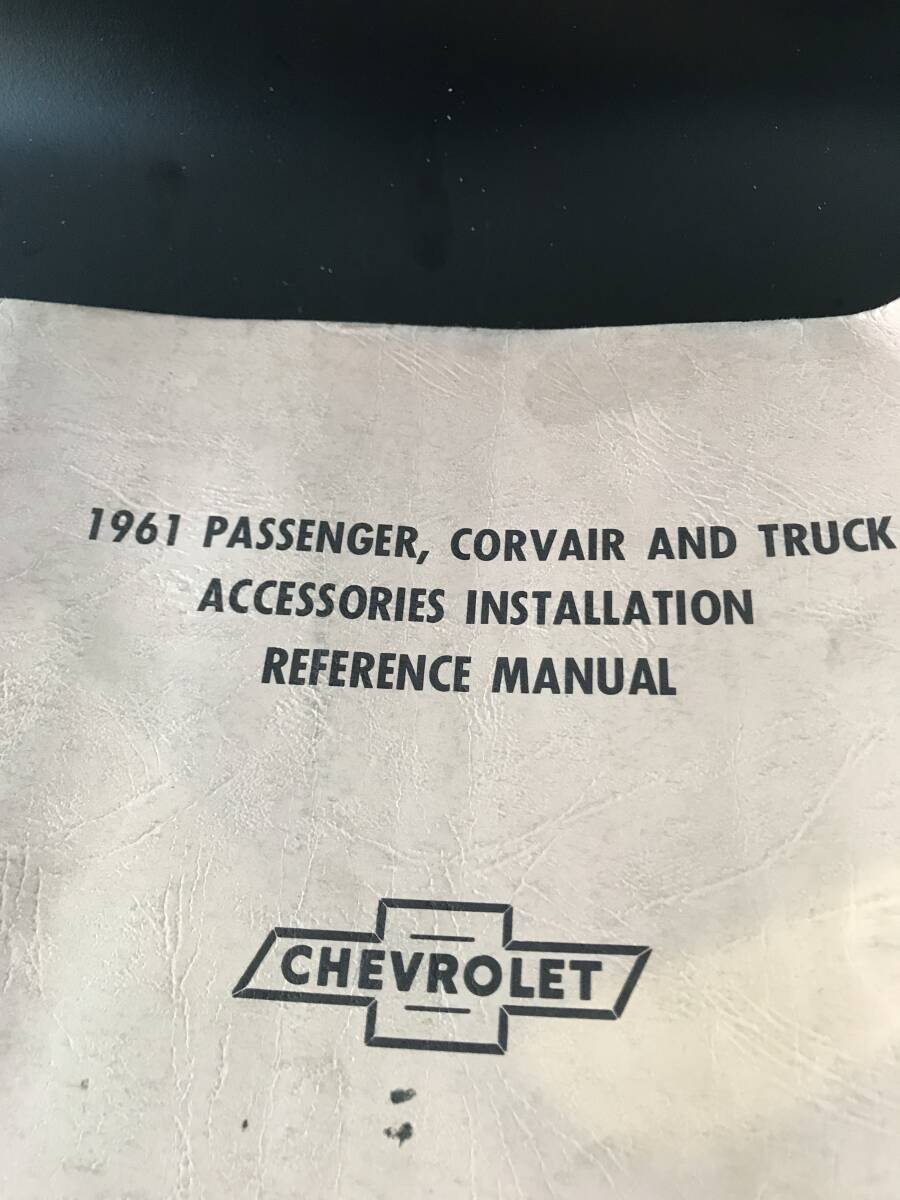 1961 PASSENGER, CORVAIR AND TRUCK
ACCESSORIES INSTALLATION
REFERENCE MANUAL
CHEVROLET